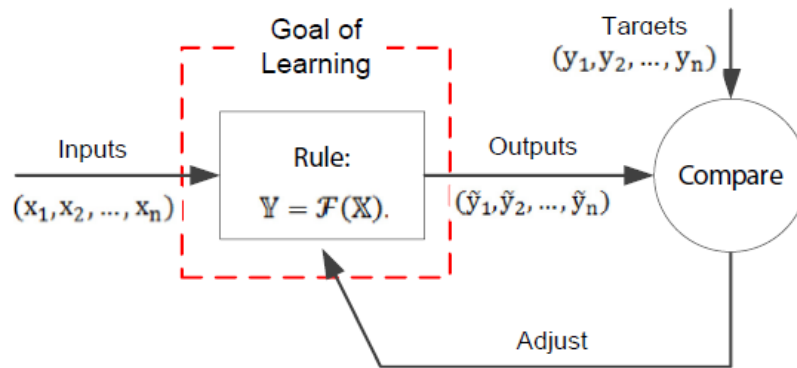 Goal of
Learning
Targets
(y₁,y₂, ..., yₙ)
Inputs
(x₁, x₂, ..., xₙ)
Rule:
𝕐 = ℱ(𝕏).
Outputs
(ỹ₁,ỹ₂, ..., ỹₙ)
Compare
Adjust